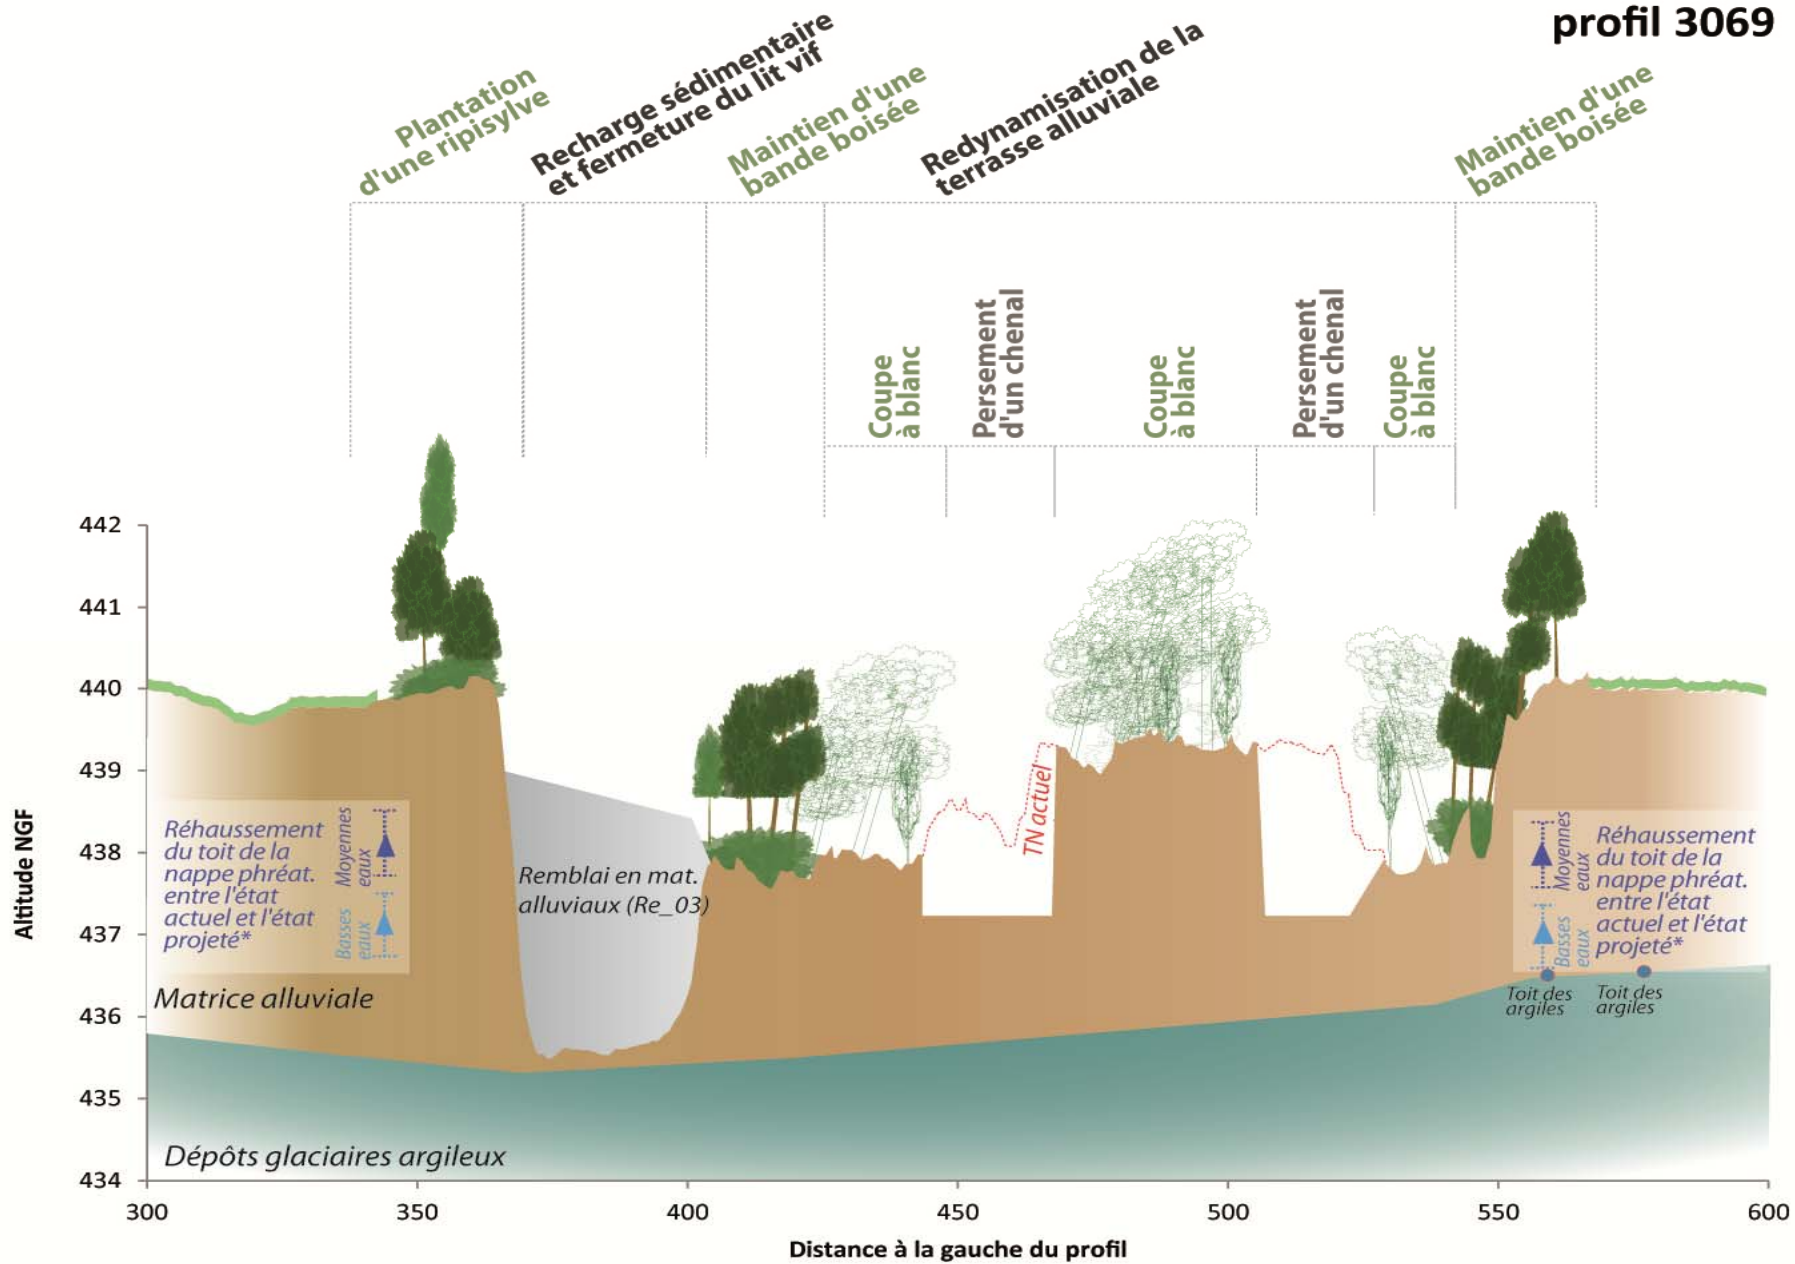 profil 3069
Plantation
d'une ripisylve
Recharge sédimentaire
et fermeture du lit vif
Maintien d'une
bande boisée
Redynamisation de la
terrasse alluviale
Maintien d'une
bande boisée
Coupe
à blanc
Persement
d'un chenal
Coupe
à blanc
Persement
d'un chenal
Coupe
à blanc
Altitude NGF
442
441
440
439
438
437
436
435
434
Réhaussement
du toit de la
nappe phréat.
entre l'état
actuel et l'état
projeté*
Moyennes
eaux
Basses
eaux
Remblai en mat.
alluviaux (Re_03)
TN actuel
Moyennes
eaux
Basses
eaux
Réhaussement
du toit de la
nappe phréat.
entre l'état
actuel et l'état
projeté*
Toit des
argiles
Toit des
argiles
Matrice alluviale
Dépôts glaciaires argileux
300
350
400
450
500
550
600
Distance à la gauche du profil